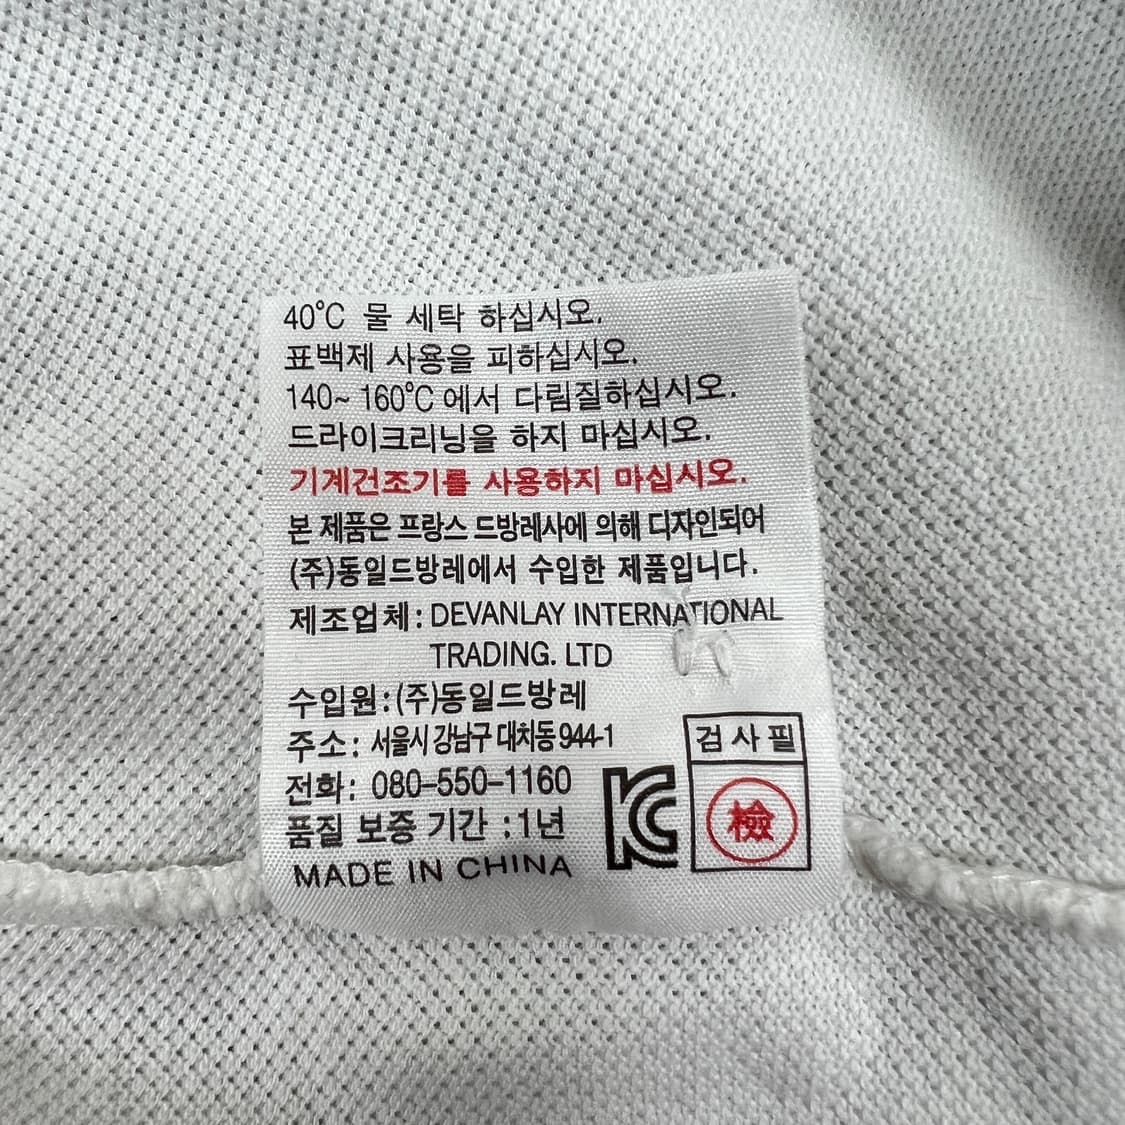 40℃ 물 세탁 하십시오.
표백제 사용을 피하십시오.
140~ 160℃에서 다림질하십시오.
드라이크리닝을 하지 마십시오.
기계건조기를 사용하지 마십시오.
본 제품은 프랑스 드방레사에 의해 디자인되어
(주)동일드방레에서 수입한 제품입니다.
제조업체: DEVANLAY INTERNATIONAL
TRADING. LTD
수입원:(주)동일드방레
주소: 서울시 강남구 대치동 944-1
전화: 080-550-1160
품질 보증 기간 :1년
MADE IN CHINA
KC
검사필
檢